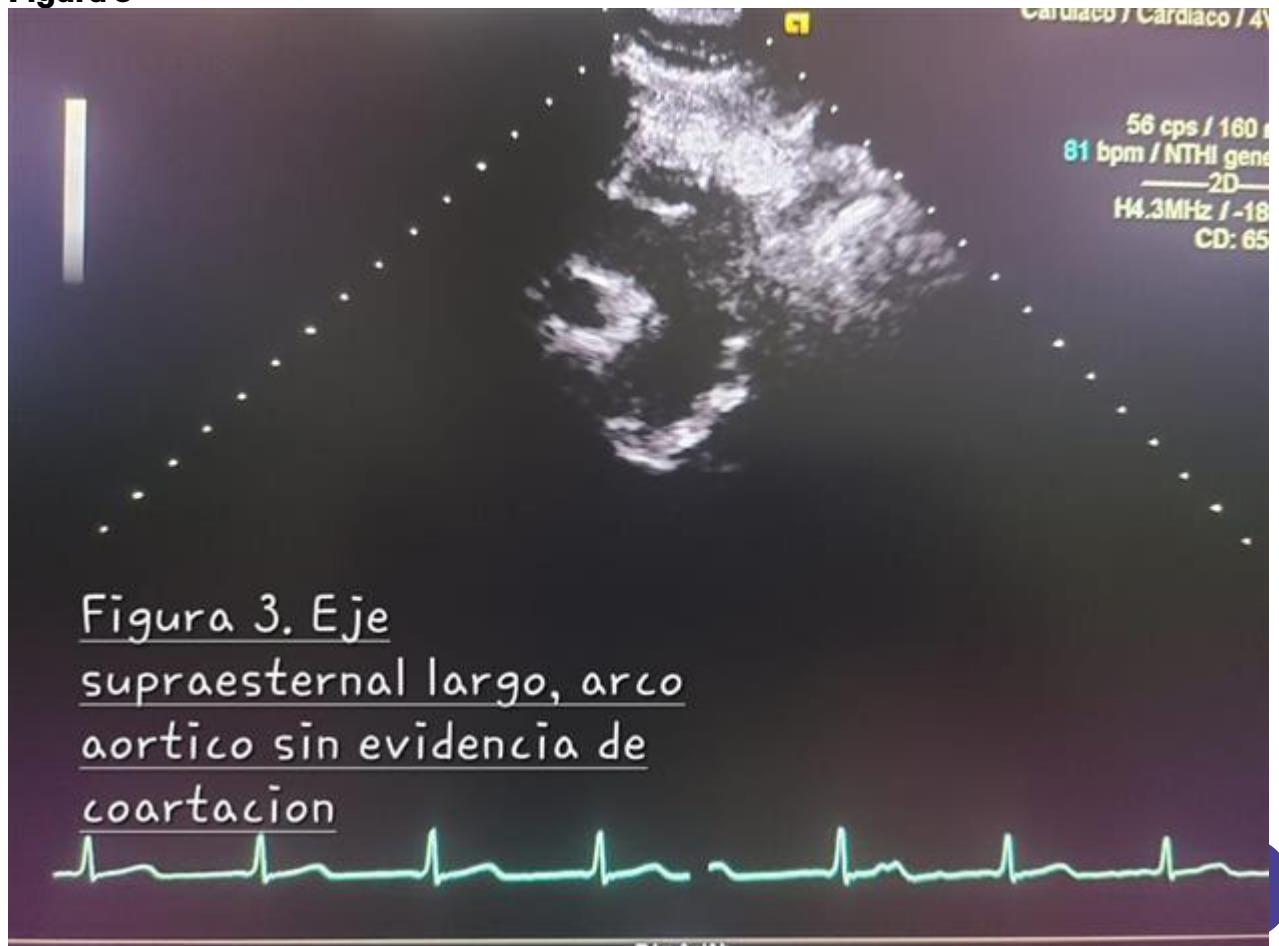 Cardiaco / Cardiaco / 4V
56 cps / 160
81 bpm / NTHI gene
2D
H4.3MHz / -18
CD: 65
Figura 3. Eje
supraesternal largo, arco
aortico sin evidencia de
coartacion